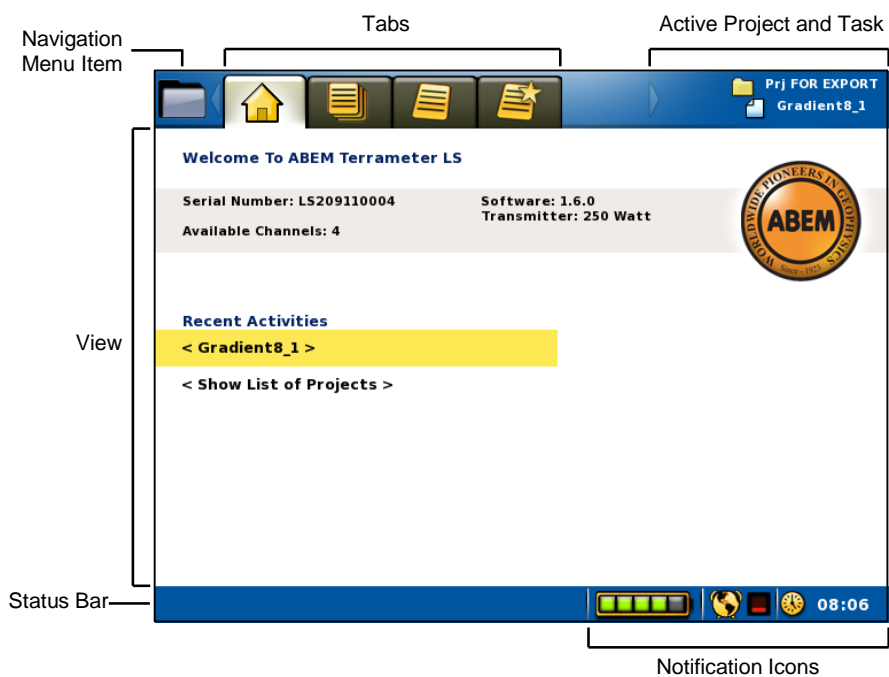 Tabs
Active Project and Task
Navigation
Menu Item
Prj FOR EXPORT
Gradient8_1
Welcome To ABEM Terrameter LS
Serial Number: LS209110004
Software: 1.6.0
Transmitter: 250 Watt
Available Channels: 4
WORLDWIDE PIONEERS IN GEOPHYSICS
ABEM
Since - 1923
View
Recent Activities
< Gradient8_1 >
< Show List of Projects >
Status Bar
08:06
Notification Icons